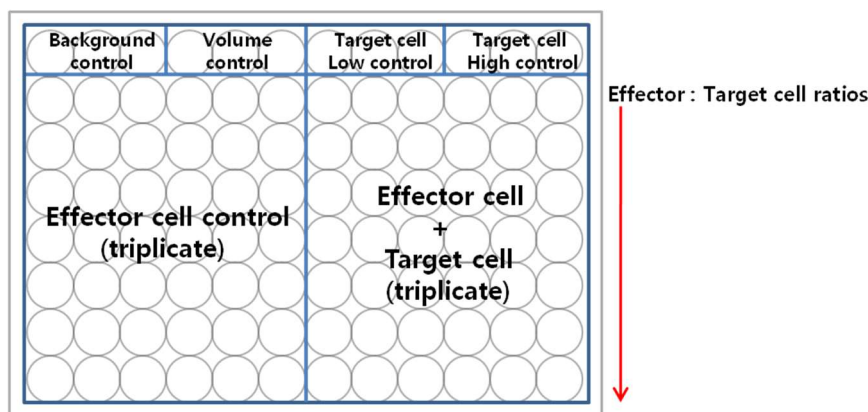 Background
control
Volume
control
Target cell
Low control
Target cell
High control
Effector : Target cell ratios
Effector cell control
(triplicate)
Effector cell
+
Target cell
(triplicate)